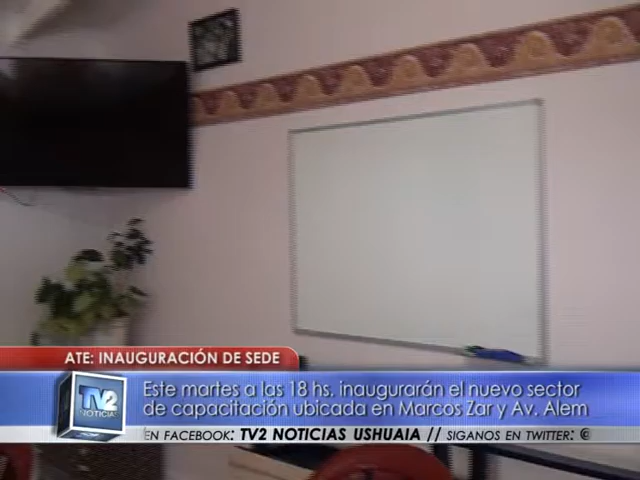 ATE: INAUGURACIÓN DE SEDE
Este martes a las 18 hs. inaugurarán el nuevo sector
de capacitación ubicada en Marcos Zar y Av. Alem
TV2
NOTICIAS
EN FACEBOOK: TV2 NOTICIAS USHUAIA // SIGANOS EN TWITTER: @